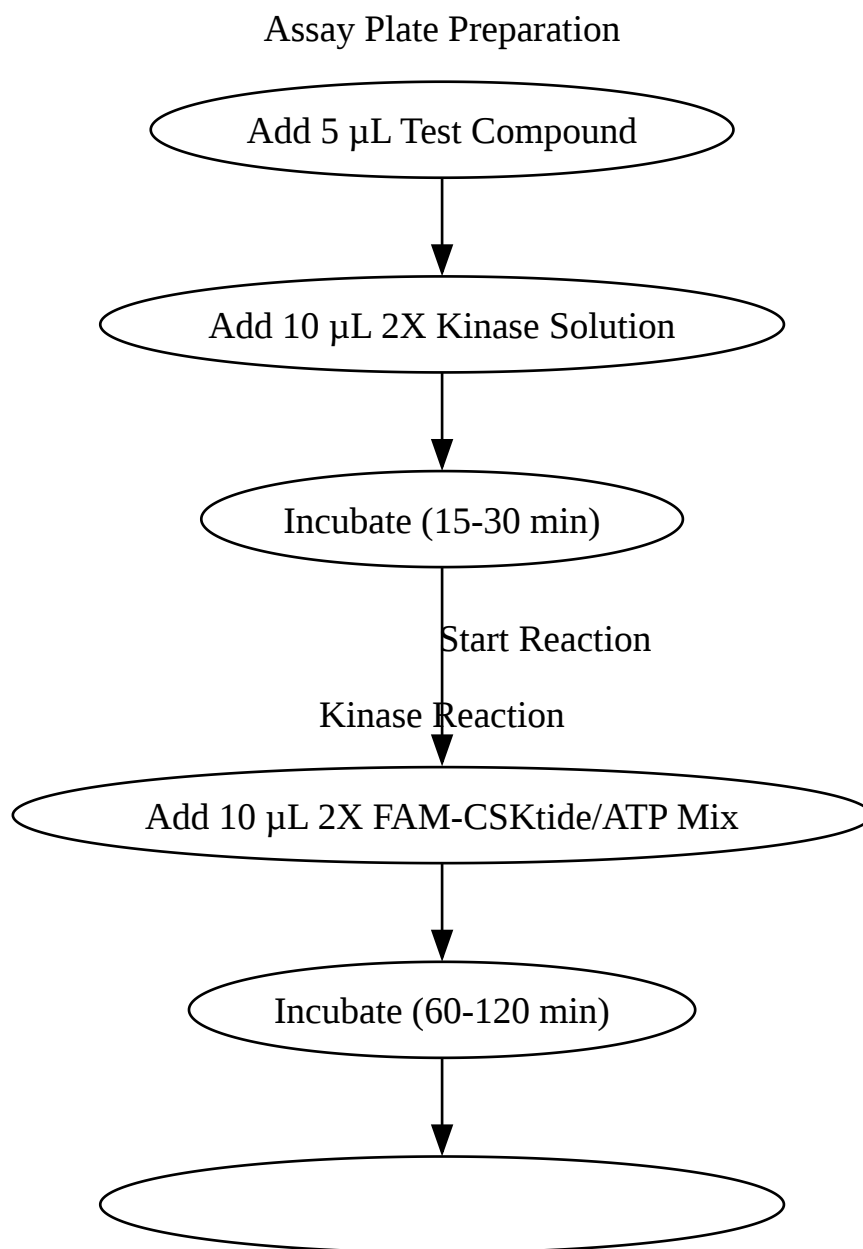 Assay Plate Preparation
Add 5 µL Test Compound
Add 10 µL 2X Kinase Solution
Incubate (15-30 min)
Start Reaction
Kinase Reaction
Add 10 µL 2X FAM-CSKtide/ATP Mix
Incubate (60-120 min)